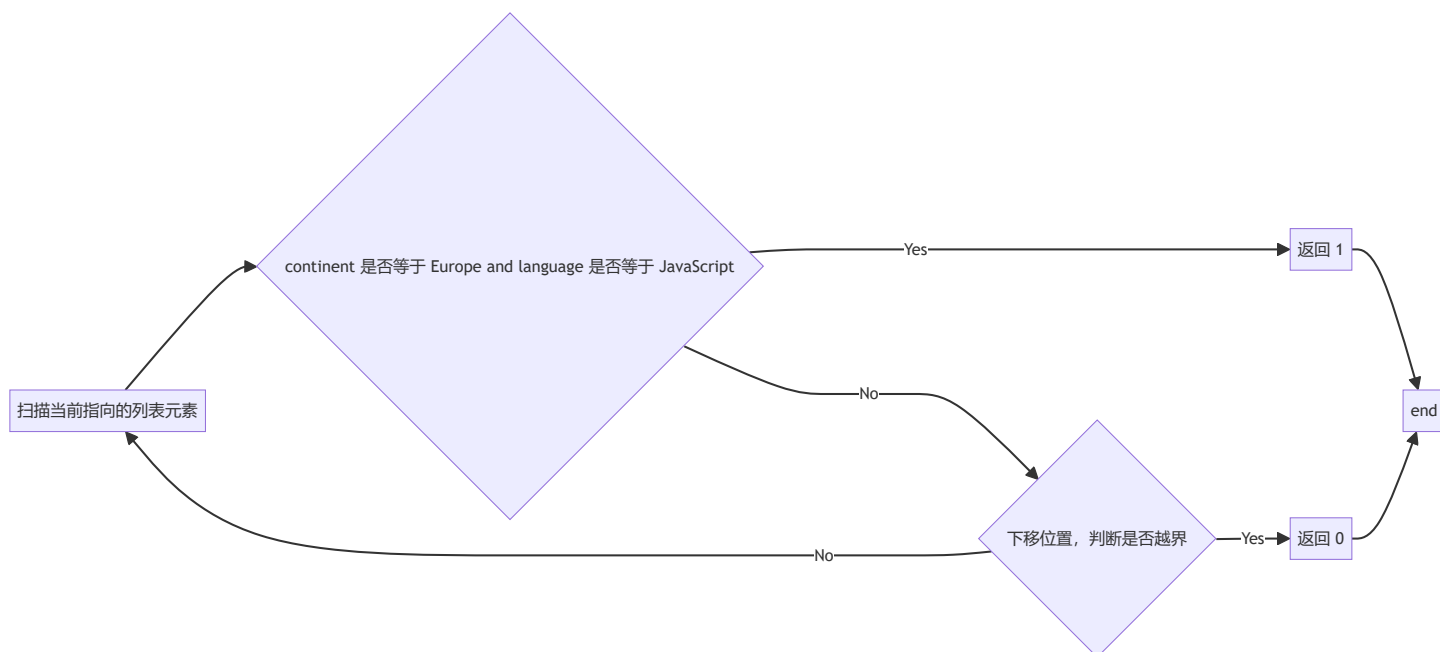 continent 是否等于 Europe and language 是否等于 JavaScript
Yes
返回 1
扫描当前指向的列表元素
No
end
下移位置，判断是否越界
Yes
返回 0
No